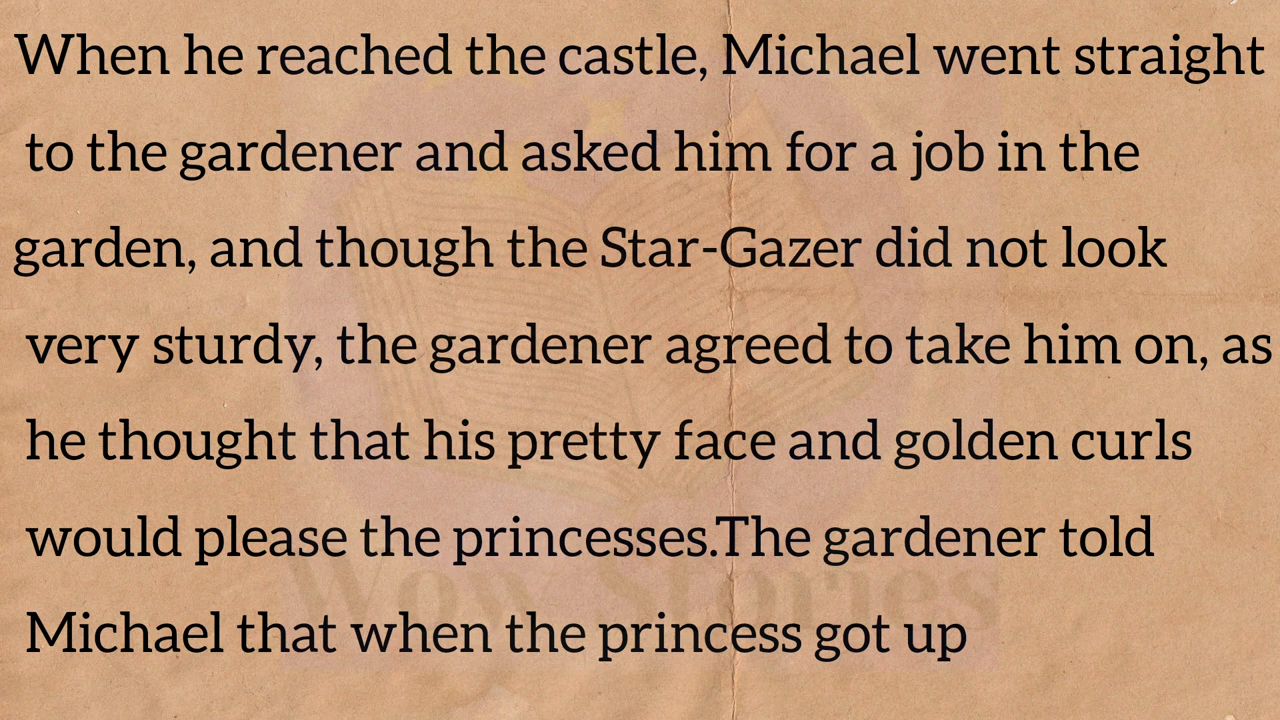 When he reached the castle, Michael went straight
to the gardener and asked him for a job in the
garden, and though the Star-Gazer did not look
very sturdy, the gardener agreed to take him on, as
he thought that his pretty face and golden curls
would please the princesses.The gardener told
Michael that when the princess got up
Wow Stories